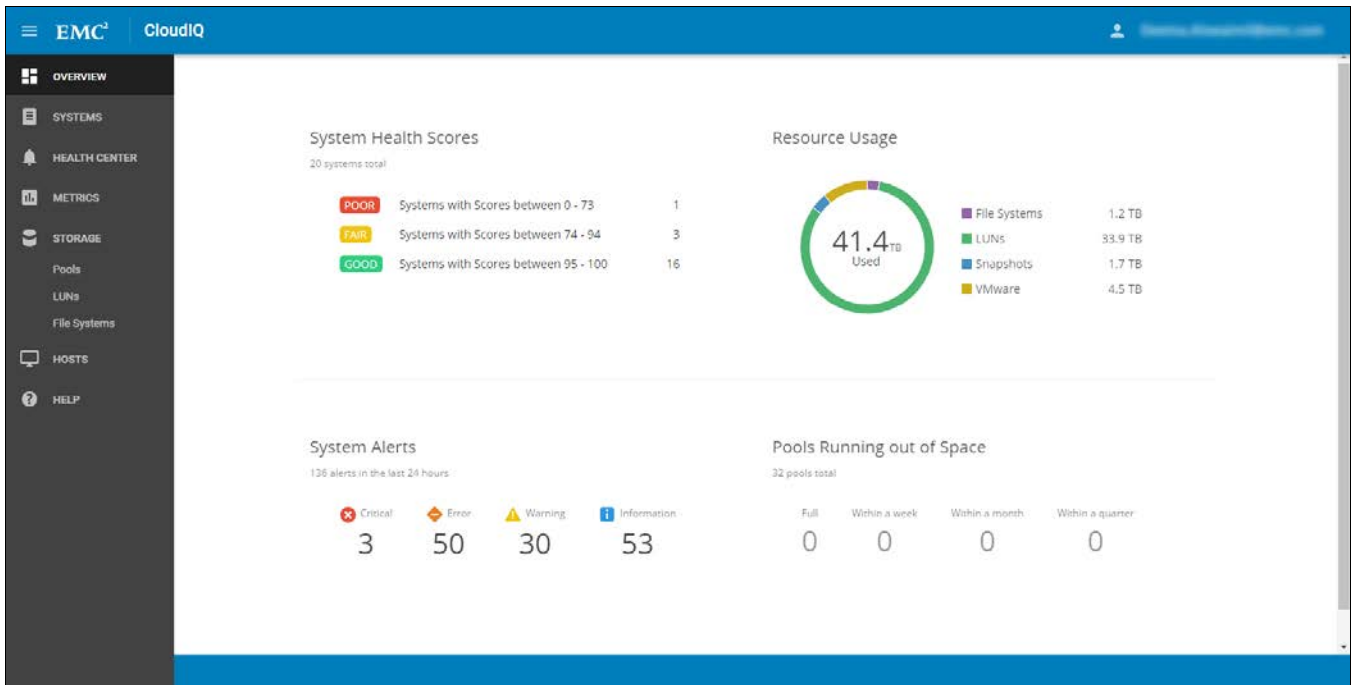 EMC² CloudIQ
OVERVIEW
SYSTEMS
HEALTH CENTER
METRICS
STORAGE
Pools
LUNs
File Systems
HOSTS
HELP
System Health Scores
20 systems total
POOR Systems with Scores between 0 - 73 1
FAIR Systems with Scores between 74 - 94 3
GOOD Systems with Scores between 95 - 100 16
Resource Usage
41.4 TB
Used
File Systems 1.2 TB
LUNs 33.9 TB
Snapshots 1.7 TB
VMware 4.5 TB
System Alerts
136 alerts in the last 24 hours
Critical Error Warning Information
3 50 30 53
Pools Running out of Space
32 pools total
Full Within a week Within a month Within a quarter
0 0 0 0